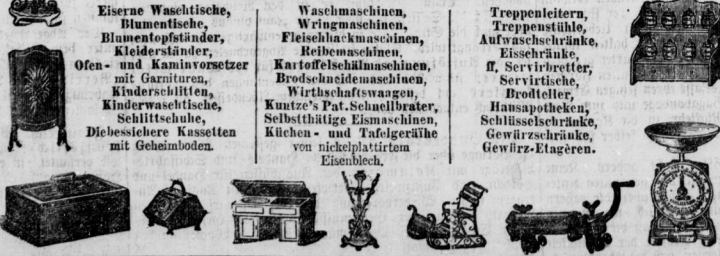 Eiserne Waschtische,
Blumentische,
Blumentopfständer,
Kleiderständer,
Ofen- und Kaminvorsetzer
mit Garnituren,
Kinderschlitten,
Kinderwaschtische,
Schlittschuhe,
Diebessichere Kassetten
mit Geheimboden.
Waschmaschinen,
Wringmaschinen,
Fleischhackmaschinen,
Reibemaschinen,
Kartoffelschälmaschinen,
Brodschneidemaschinen,
Wirthschaftswaagen,
Kuntze's Pat. Schnellbrater,
Selbstthätige Eismaschinen,
Küchen- und Tafelgeräthe
von nickelplattirtem
Eisenblech.
Treppenleitern,
Treppenstühle,
Aufwaschschränke,
Eisschränke,
ff. Servirbretter,
Servirtische,
Brodteller,
Hausapotheken,
Schlüsselschränke,
Gewürzschränke,
Gewürz-Etagèren.